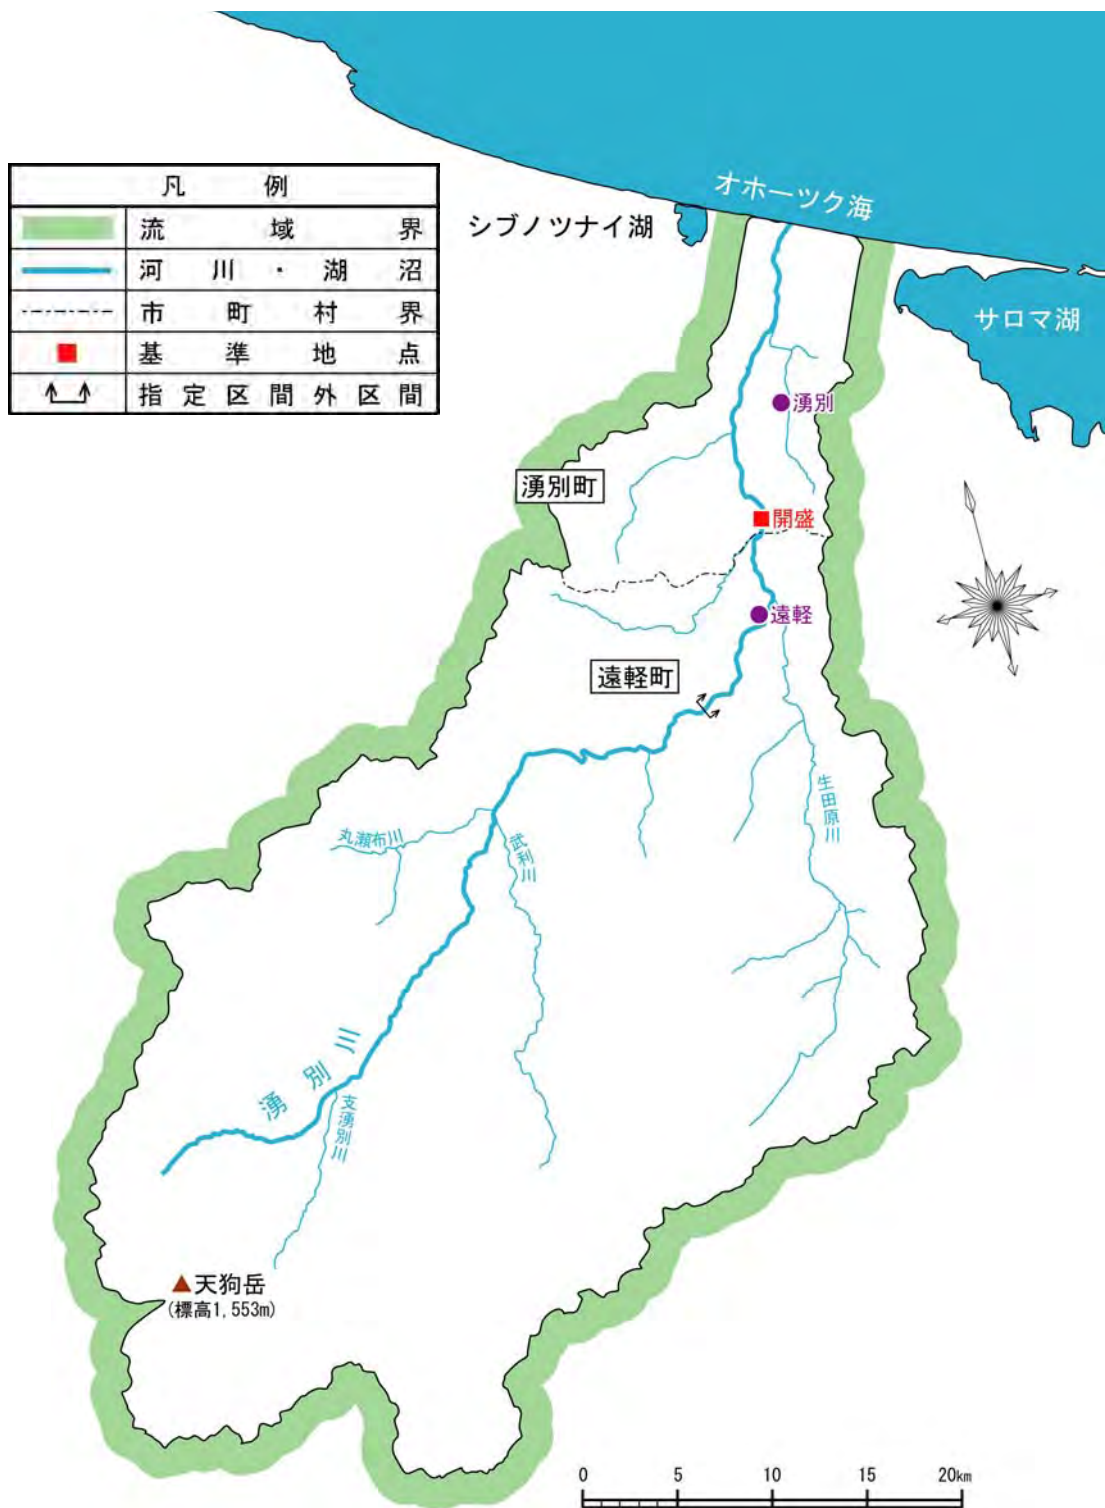 オホーツク海
凡例
流域界
河川・湖沼
市町村界
基準地点
指定区間外区間
シブノツナイ湖
サロマ湖
湧別
湧別町
開盛
遠軽
遠軽町
生田原川
丸瀬布川
武利川
湧別川
支湧別川
天狗岳
(標高1,553m)
0 5 10 15 20km